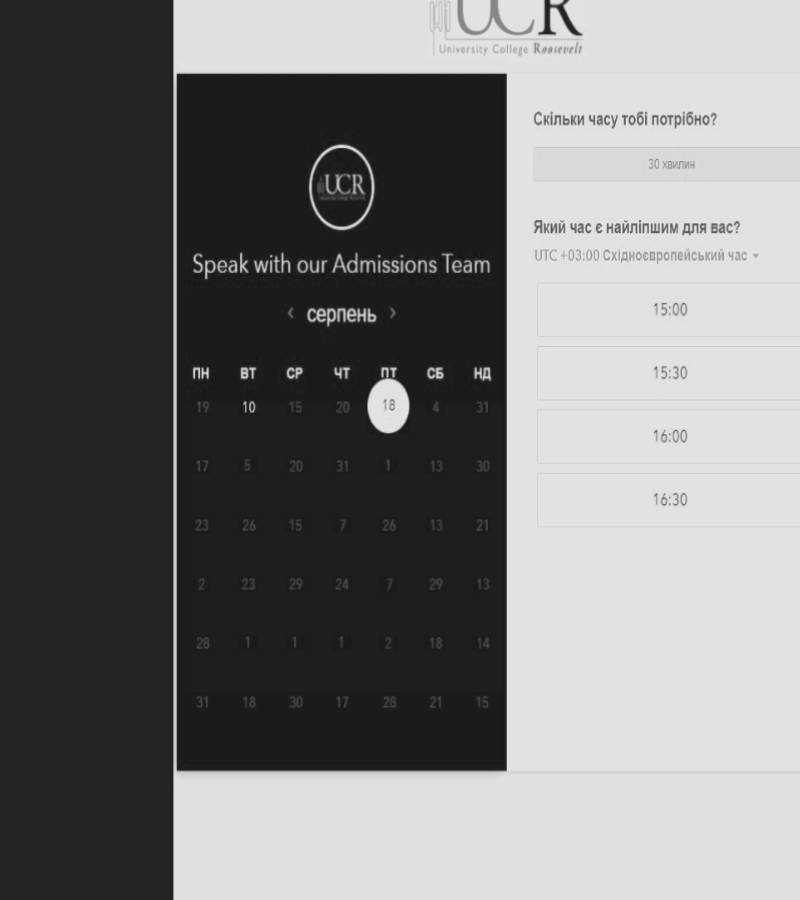 UCR
University College Roosevelt
UCR
Speak with our Admissions Team
‹ серпень ›
ПН ВТ СР ЧТ ПТ СБ НД
19 10 15 20 18 4 31
17 5 20 31 1 13 30
23 26 15 7 26 13 21
2 23 29 24 7 29 13
28 1 1 1 2 18 14
31 18 30 17 28 21 15
Скільки часу тобі потрібно?
30 хвилин
Який час є найліпшим для вас?
UTC +03:00 Східноєвропейський час
15:00
15:30
16:00
16:30